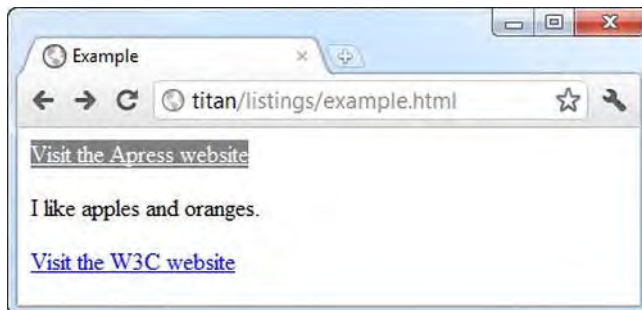 Example
titan/listings/example.html
Visit the Apress website
I like apples and oranges.
Visit the W3C website